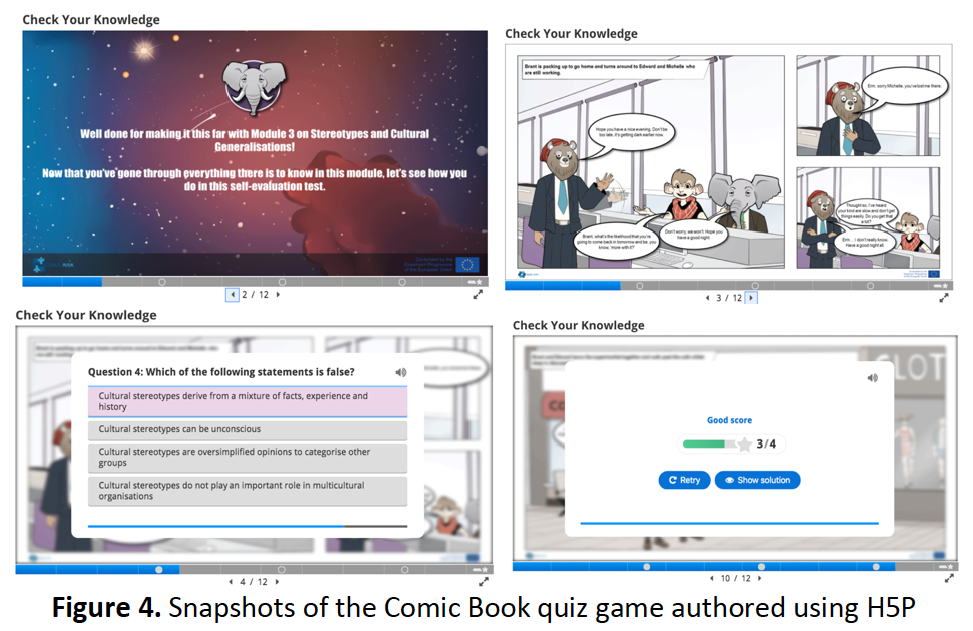 Check Your Knowledge
Well done for making it this far with Module 3 on Stereotypes and Cultural
Generalisations!
Now that you've gone through everything there is to know in this module, let's see how you
do in this self-evaluation test.
Co-funded by the
Erasmus+ Programme
of the European Union
2 / 12
Check Your Knowledge
Brant is packing up to go home and turns around to Edward and Michelle who
are still working.
Hope you have a nice evening. Don't be
too late, it's getting dark earlier now.
Brant, what's the likelihood that you're
going to come back in tomorrow and be, you
know, 'more with it'?
Don't worry, we won't. Hope you
have a good night.
Erm, sorry Michelle, you've lost me there.
Thought so, I've heard
your kind are slow and don't get
things easily. Do you get that
a lot?
Erm... I don't really know.
Have a good night all.
3 / 12
Check Your Knowledge
Question 4: Which of the following statements is false?
Cultural stereotypes derive from a mixture of facts, experience and
history
Cultural stereotypes can be unconscious
Cultural stereotypes are oversimplified opinions to categorise other
groups
Cultural stereotypes do not play an important role in multicultural
organisations
4 / 12
Check Your Knowledge
Good score
3/4
Retry
Show solution
10 / 12
Figure 4. Snapshots of the Comic Book quiz game authored using H5P